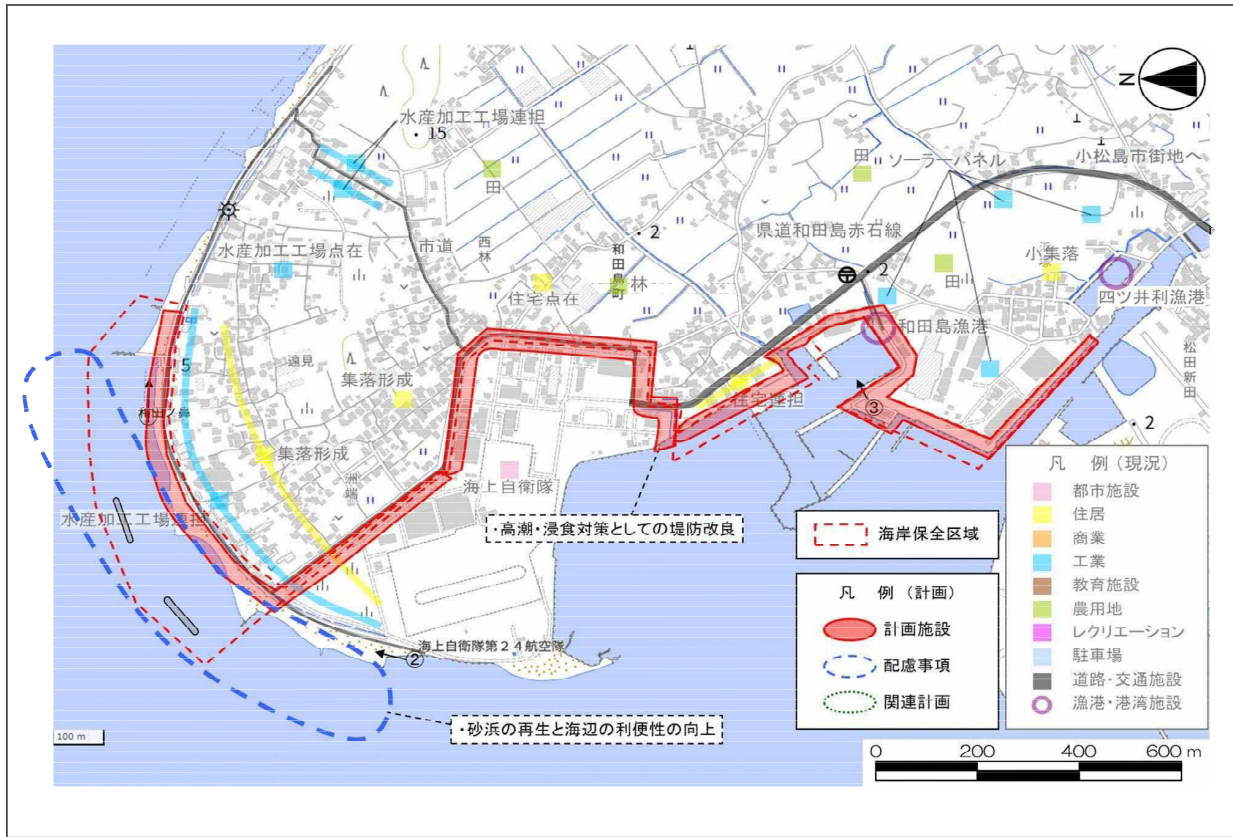 N
水産加工工場連担
15
田
田
ソーラーパネル
小松島市街地へ
県道和田島赤石線
2
水産加工工場点在
市道
西林
住宅点在
和田島町
林
2
田
小集落
四ツ井利漁港
和田島漁港
松田新田
5
遠見
集落形成
住宅連担
③
和田ノ鼻
集落形成
洲端
海上自衛隊
2
水産加工工場連担
・高潮・浸食対策としての堤防改良
海上自衛隊第24航空隊
②
・砂浜の再生と海辺の利便性の向上
100 m
海岸保全区域
凡 例 (計画)
計画施設
配慮事項
関連計画
凡 例 (現況)
都市施設
住居
商業
工業
教育施設
農用地
レクリエーション
駐車場
道路・交通施設
漁港・港湾施設
0 200 400 600 m